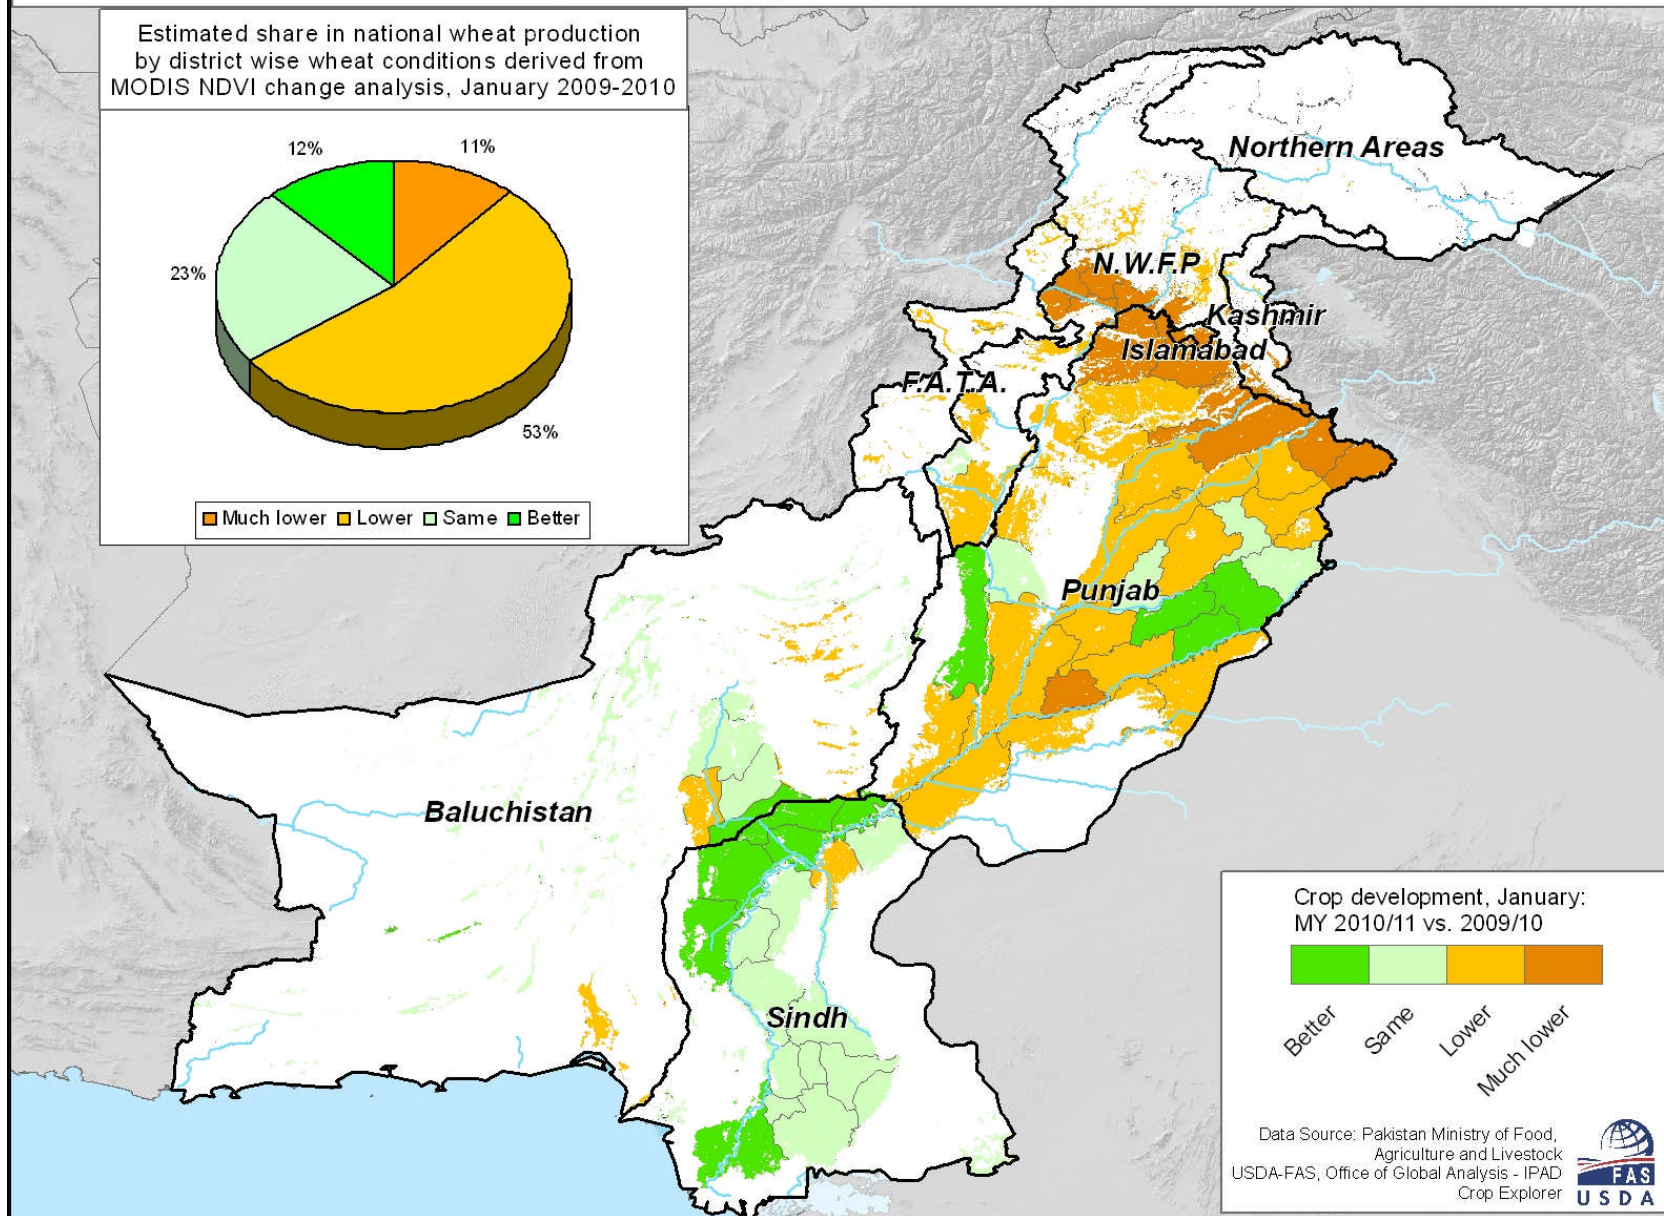 Estimated share in national wheat production
by district wise wheat conditions derived from
MODIS NDVI change analysis, January 2009-2010
12%
11%
23%
53%
Much lower Lower Same Better
Northern Areas
N.W.F.P
Kashmir
Islamabad
F.A.T.A.
Punjab
Baluchistan
Sindh
Crop development, January:
MY 2010/11 vs. 2009/10
Better
Same
Lower
Much lower
Data Source: Pakistan Ministry of Food,
Agriculture and Livestock
USDA-FAS, Office of Global Analysis - IPAD
Crop Explorer
FAS
USDA